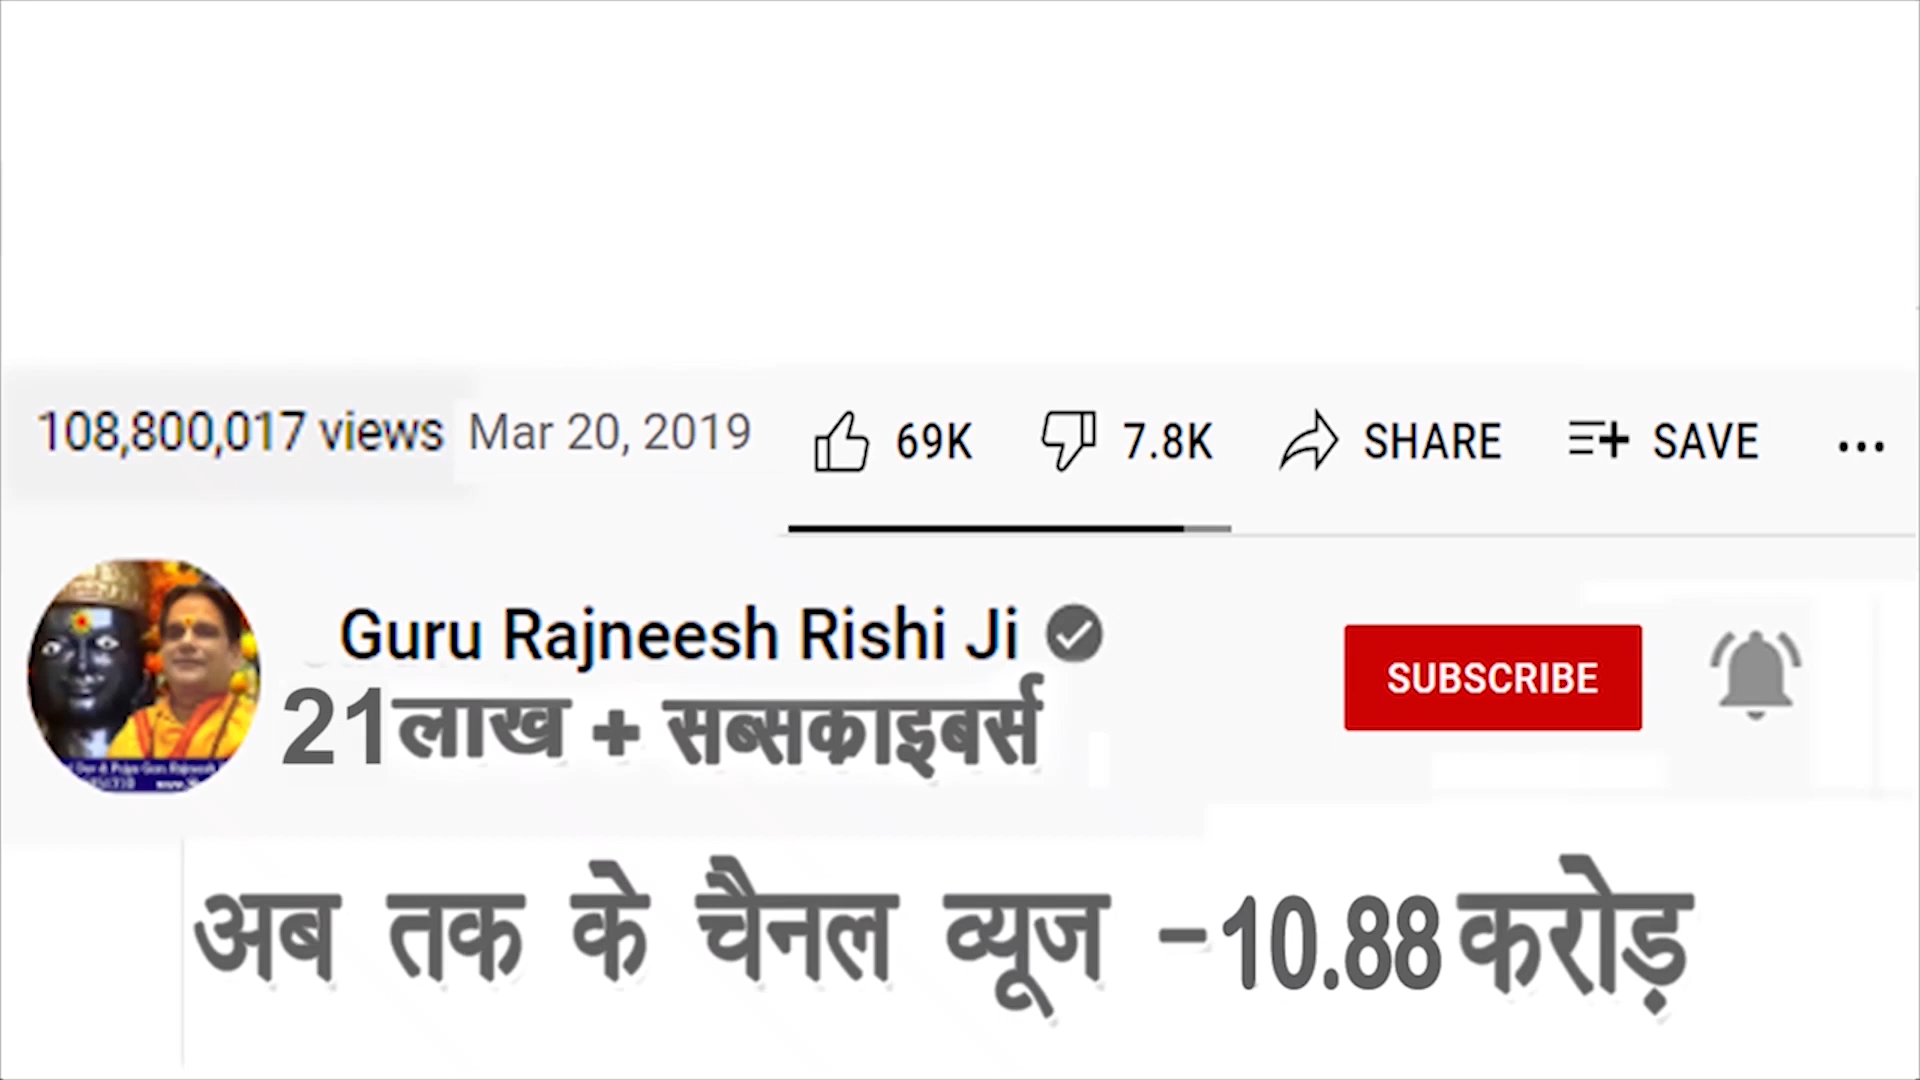 108,800,017 views Mar 20, 2019 69K 7.8K SHARE SAVE ...
Guru Rajneesh Rishi Ji
SUBSCRIBE
21लाख + सब्सकाइबर्स
अब तक के चैनल व्यूज -10.88 करोड़